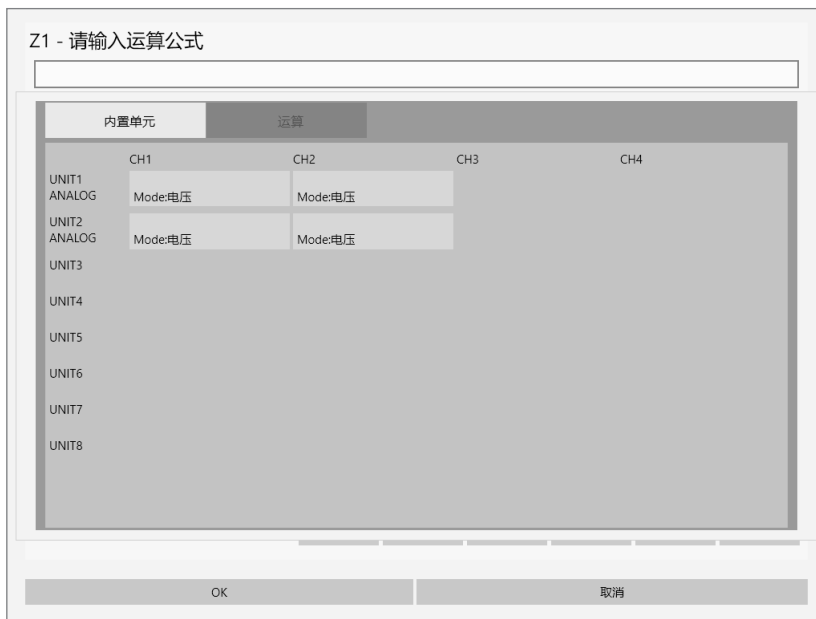 Z1 - 请输入运算公式
内置单元 运算
CH1 CH2 CH3 CH4
UNIT1
ANALOG Mode:电压 Mode:电压
UNIT2
ANALOG Mode:电压 Mode:电压
UNIT3
UNIT4
UNIT5
UNIT6
UNIT7
UNIT8
OK 取消